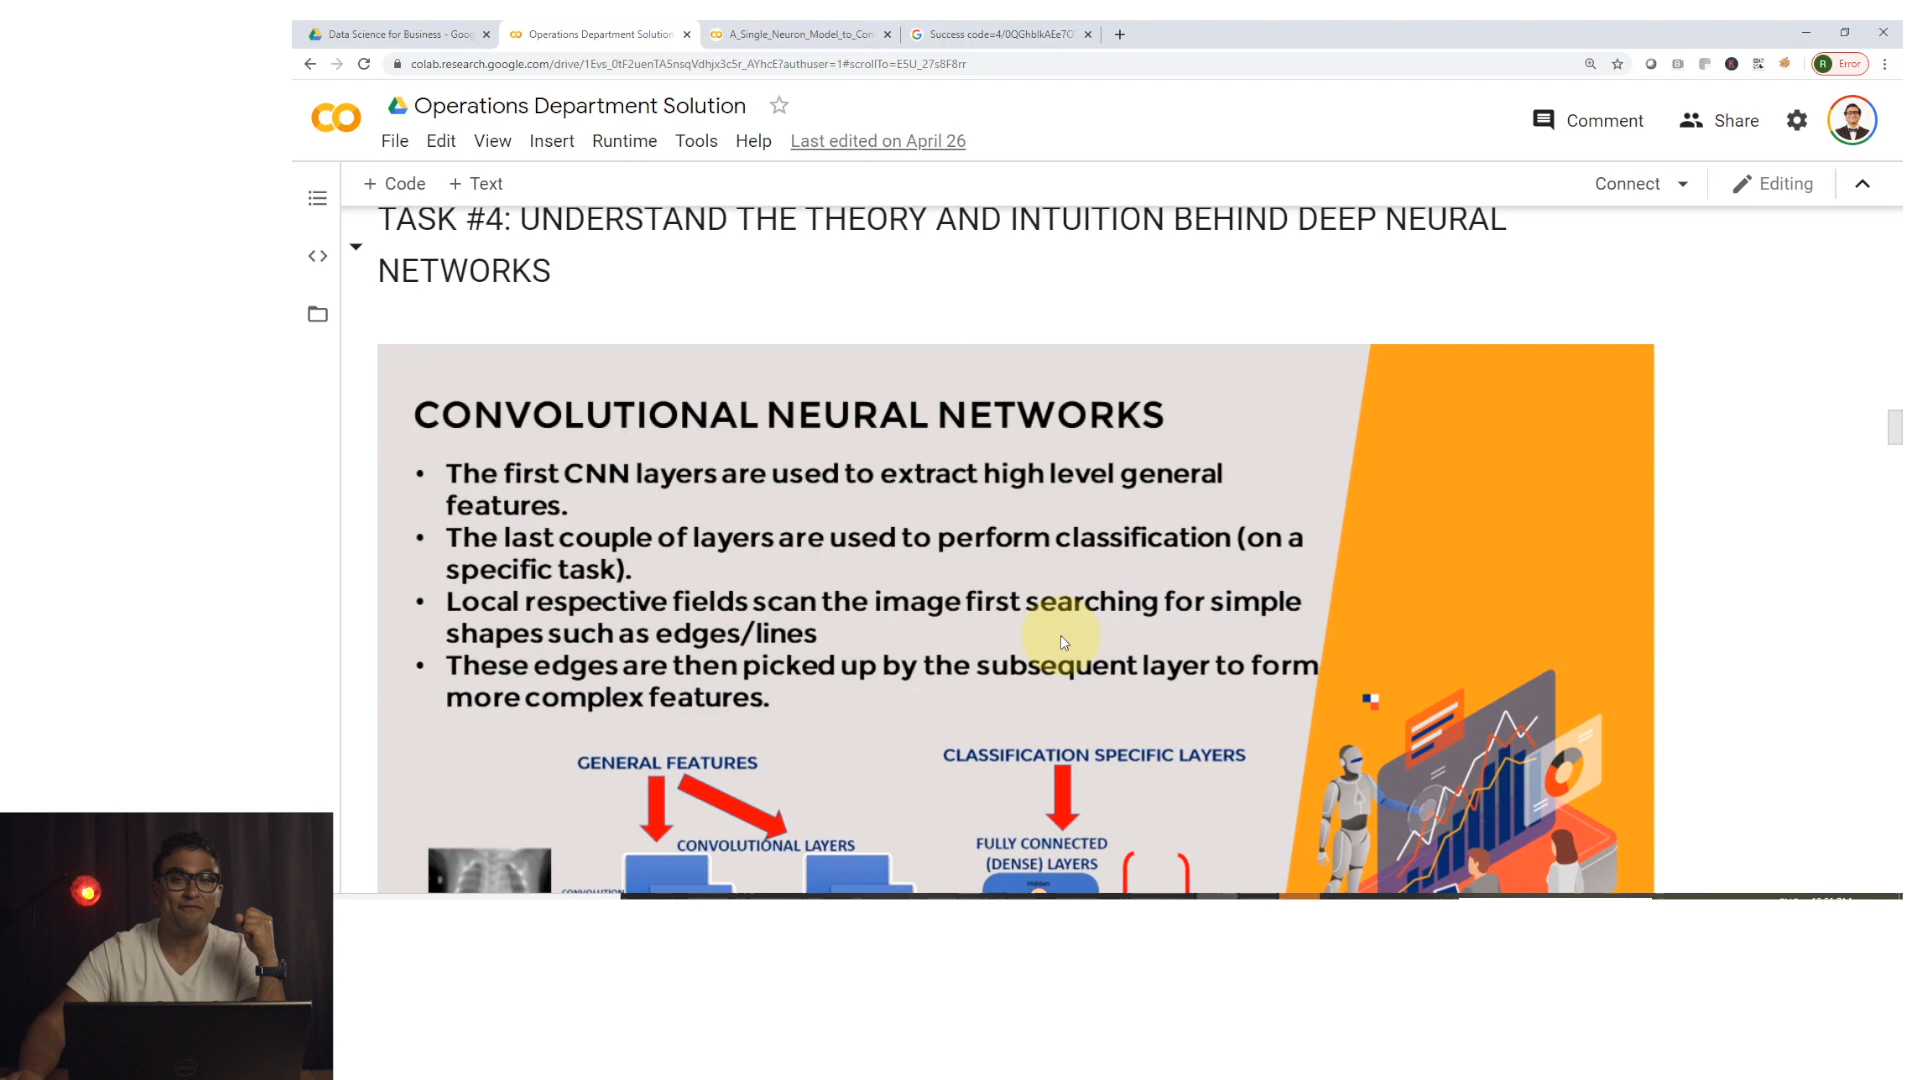 Data Science for Business - Goog
Operations Department Solution
A_Single_Neuron_Model_to_Con
Success code=4/0QGhblkAEe7O
colab.research.google.com/drive/1Evs_0tF2uenTA5nsqVdhjx3c5r_AYhcE?authuser=1#scrollTo=E5U_27s8F8rr
R Error
Operations Department Solution
Comment
Share
File Edit View Insert Runtime Tools Help Last edited on April 26
+ Code + Text
Connect
Editing
TASK #4: UNDERSTAND THE THEORY AND INTUITION BEHIND DEEP NEURAL
NETWORKS
CONVOLUTIONAL NEURAL NETWORKS
• The first CNN layers are used to extract high level general
features.
• The last couple of layers are used to perform classification (on a
specific task).
• Local respective fields scan the image first searching for simple
shapes such as edges/lines
• These edges are then picked up by the subsequent layer to form
more complex features.
GENERAL FEATURES
CLASSIFICATION SPECIFIC LAYERS
CONVOLUTIONAL LAYERS
FULLY CONNECTED
(DENSE) LAYERS
CONVOLUTION
Hidden